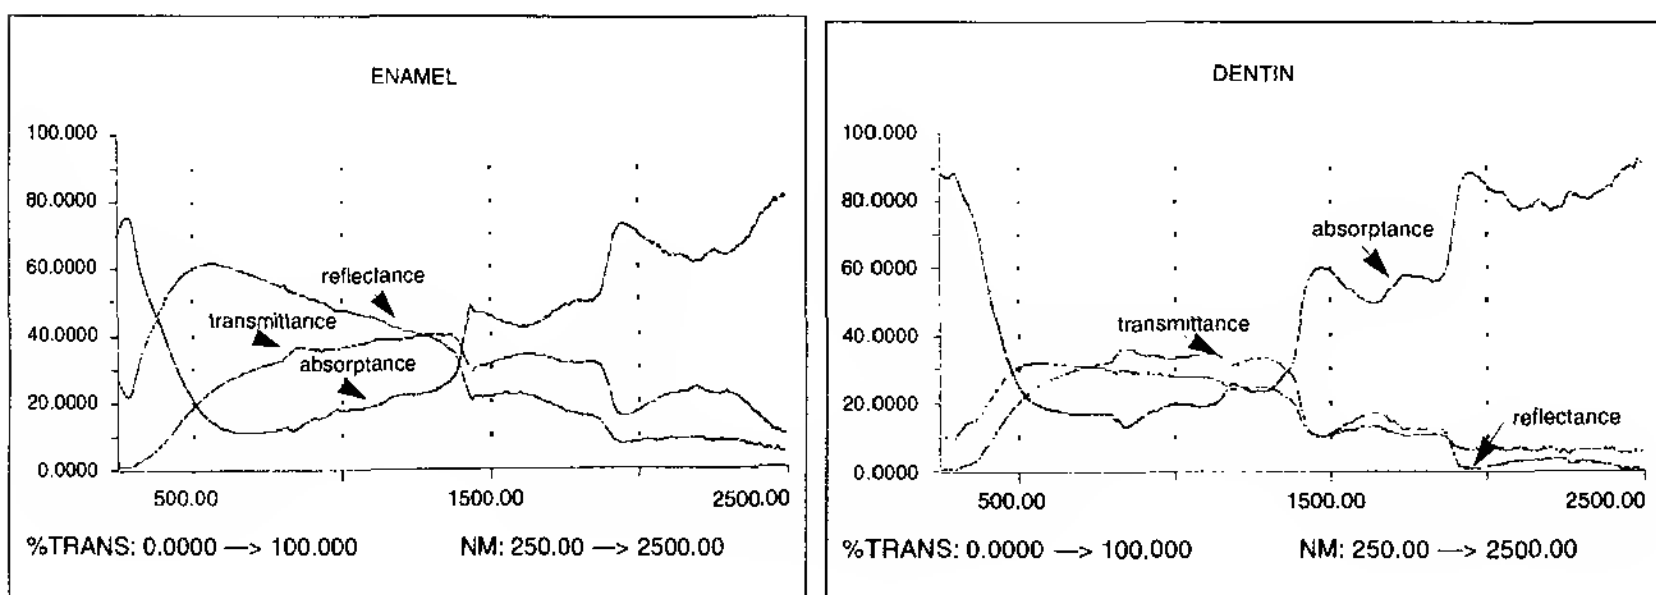 ENAMEL
100.000
80.0000
60.0000
40.0000
20.0000
0.0000
reflectance
transmittance
absorptance
500.00
1500.00
2500.00
%TRANS: 0.0000 —> 100.000
NM: 250.00 —> 2500.00
DENTIN
100.000
80.0000
60.0000
40.0000
20.0000
0.0000
absorptance
transmittance
reflectance
500.00
1500.00
2500.00
%TRANS: 0.0000 —> 100.000
NM: 250.00 —> 2500.00